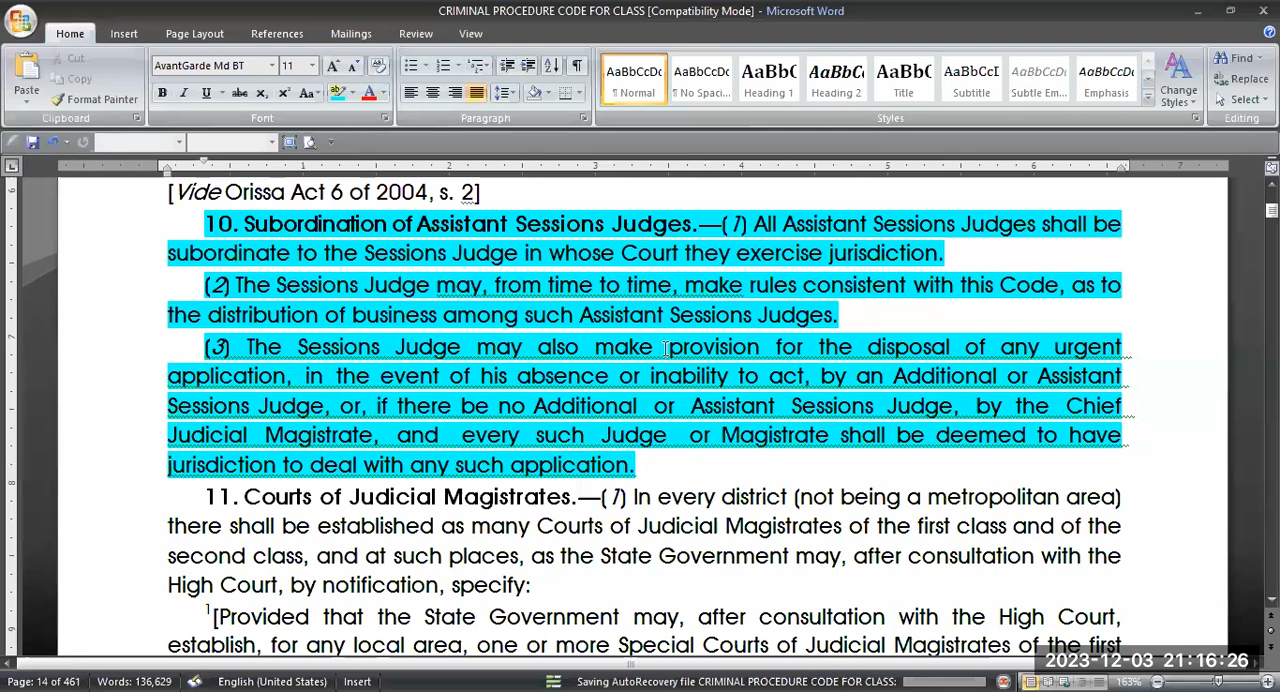 CRIMINAL PROCEDURE CODE FOR CLASS [Compatibility Mode] - Microsoft Word
Home Insert Page Layout References Mailings Review View
Cut
Copy
Paste
Format Painter
Clipboard
AvantGarde Md BT 11
Font
Paragraph
AaBbCcDc AaBbCcDc AaBbC AaBbCc AaBbC AaBbCcI AaBbCcDc AaBbCcDc
¶ Normal ¶ No Spaci... Heading 1 Heading 2 Title Subtitle Subtle Em... Emphasis
Change Styles
Styles
Find
Replace
Select
Editing
[Vide Orissa Act 6 of 2004, s. 2]
10. Subordination of Assistant Sessions Judges.—(1) All Assistant Sessions Judges shall be
subordinate to the Sessions Judge in whose Court they exercise jurisdiction.
(2) The Sessions Judge may, from time to time, make rules consistent with this Code, as to
the distribution of business among such Assistant Sessions Judges.
(3) The Sessions Judge may also make provision for the disposal of any urgent
application, in the event of his absence or inability to act, by an Additional or Assistant
Sessions Judge, or, if there be no Additional or Assistant Sessions Judge, by the Chief
Judicial Magistrate, and every such Judge or Magistrate shall be deemed to have
jurisdiction to deal with any such application.
11. Courts of Judicial Magistrates.—(1) In every district (not being a metropolitan area)
there shall be established as many Courts of Judicial Magistrates of the first class and of the
second class, and at such places, as the State Government may, after consultation with the
High Court, by notification, specify:
1[Provided that the State Government may, after consultation with the High Court,
establish, for any local area, one or more Special Courts of Judicial Magistrates of the first
2023-12-03 21:16:26
Page: 14 of 461 Words: 136,629 English (United States) Insert Saving AutoRecovery file CRIMINAL PROCEDURE CODE FOR CLASS: 163%